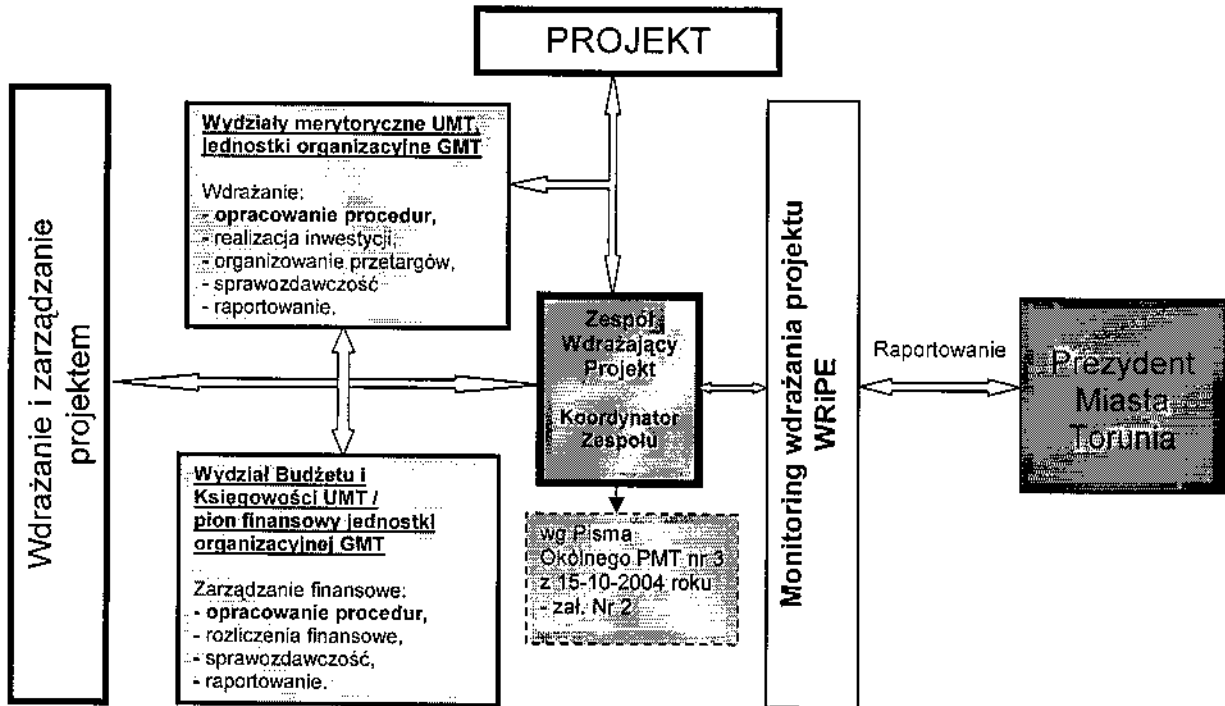 PROJEKT
Wdrażanie i zarządzanie
projektem
Wydziały merytoryczne UMT,
jednostki organizacyjne GMT
Wdrażanie:
- opracowanie procedur,
- realizacja inwestycji,
- organizowanie przetargów,
- sprawozdawczość
- raportowanie.
Wydział Budżetu i
Księgowości UMT /
pion finansowy jednostki
organizacyjnej GMT
Zarządzanie finansowe:
- opracowanie procedur,
- rozliczenia finansowe,
- sprawozdawczość,
- raportowanie.
Zespół
Wdrażający
Projekt
Koordynator
Zespołu
wg Pisma
Okólnego PMT nr 3
z 15-10-2004 roku
- zał. Nr 2
Monitoring wdrażania projektu
WRiPE
Raportowanie
Prezydent
Miasta
Torunia